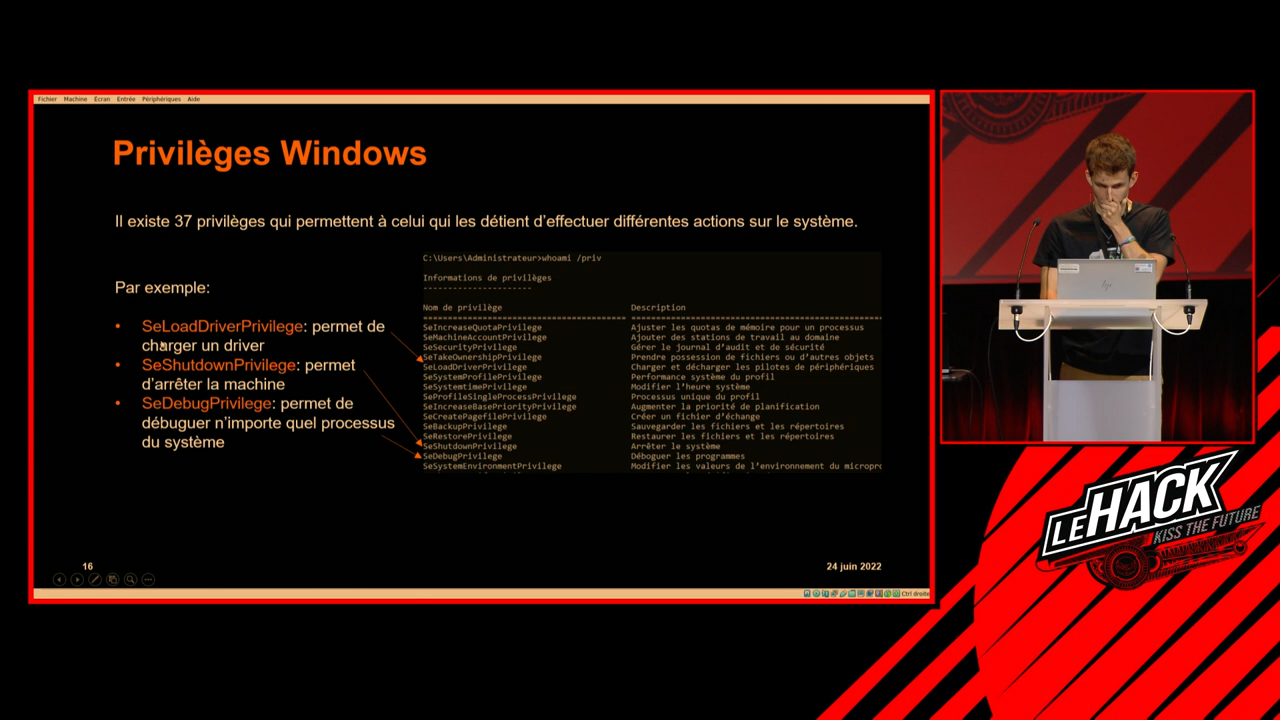 Fichier Machine Écran Entrée Périphériques Aide
Privilèges Windows
Il existe 37 privilèges qui permettent à celui qui les détient d'effectuer différentes actions sur le système.
Par exemple:
• SeLoadDriverPrivilege: permet de
charger un driver
• SeShutdownPrivilege: permet
d'arrêter la machine
• SeDebugPrivilege: permet de
débuguer n'importe quel processus
du système
C:\Users\Administrateur>whoami /priv
Informations de privilèges
----------------------
Nom de privilège Description
========================================= ===================================================
SeIncreaseQuotaPrivilege Ajuster les quotas de mémoire pour un processus
SeMachineAccountPrivilege Ajouter des stations de travail au domaine
SeSecurityPrivilege Gérer le journal d'audit et de sécurité
SeTakeOwnershipPrivilege Prendre possession de fichiers ou d'autres objets
SeLoadDriverPrivilege Charger et décharger les pilotes de périphériques
SeSystemProfilePrivilege Performance système du profil
SeSystemtimePrivilege Modifier l'heure système
SeProfileSingleProcessPrivilege Processus unique du profil
SeIncreaseBasePriorityPrivilege Augmenter la priorité de planification
SeCreatePagefilePrivilege Créer un fichier d'échange
SeBackupPrivilege Sauvegarder les fichiers et les répertoires
SeRestorePrivilege Restaurer les fichiers et les répertoires
SeShutdownPrivilege Arrêter le système
SeDebugPrivilege Déboguer les programmes
SeSystemEnvironmentPrivilege Modifier les valeurs de l'environnement du micropro
16
24 juin 2022
Ctrl droite
LEHACK
KISS THE FUTURE